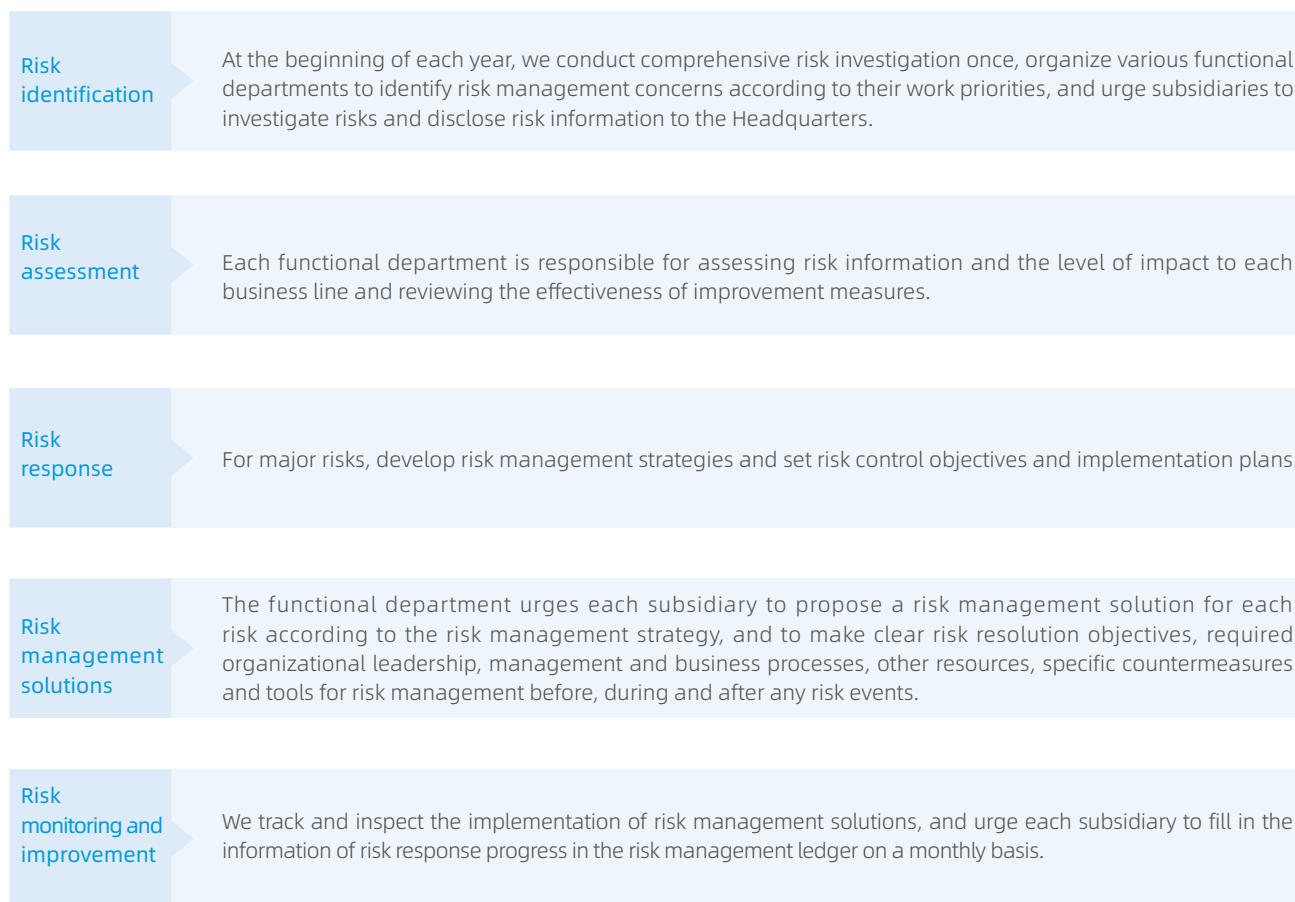 Risk
identification
At the beginning of each year, we conduct comprehensive risk investigation once, organize various functional
departments to identify risk management concerns according to their work priorities, and urge subsidiaries to
investigate risks and disclose risk information to the Headquarters.
Risk
assessment
Each functional department is responsible for assessing risk information and the level of impact to each
business line and reviewing the effectiveness of improvement measures.
Risk
response
For major risks, develop risk management strategies and set risk control objectives and implementation plans
Risk
management
solutions
The functional department urges each subsidiary to propose a risk management solution for each
risk according to the risk management strategy, and to make clear risk resolution objectives, required
organizational leadership, management and business processes, other resources, specific countermeasures
and tools for risk management before, during and after any risk events.
Risk
monitoring and
improvement
We track and inspect the implementation of risk management solutions, and urge each subsidiary to fill in the
information of risk response progress in the risk management ledger on a monthly basis.